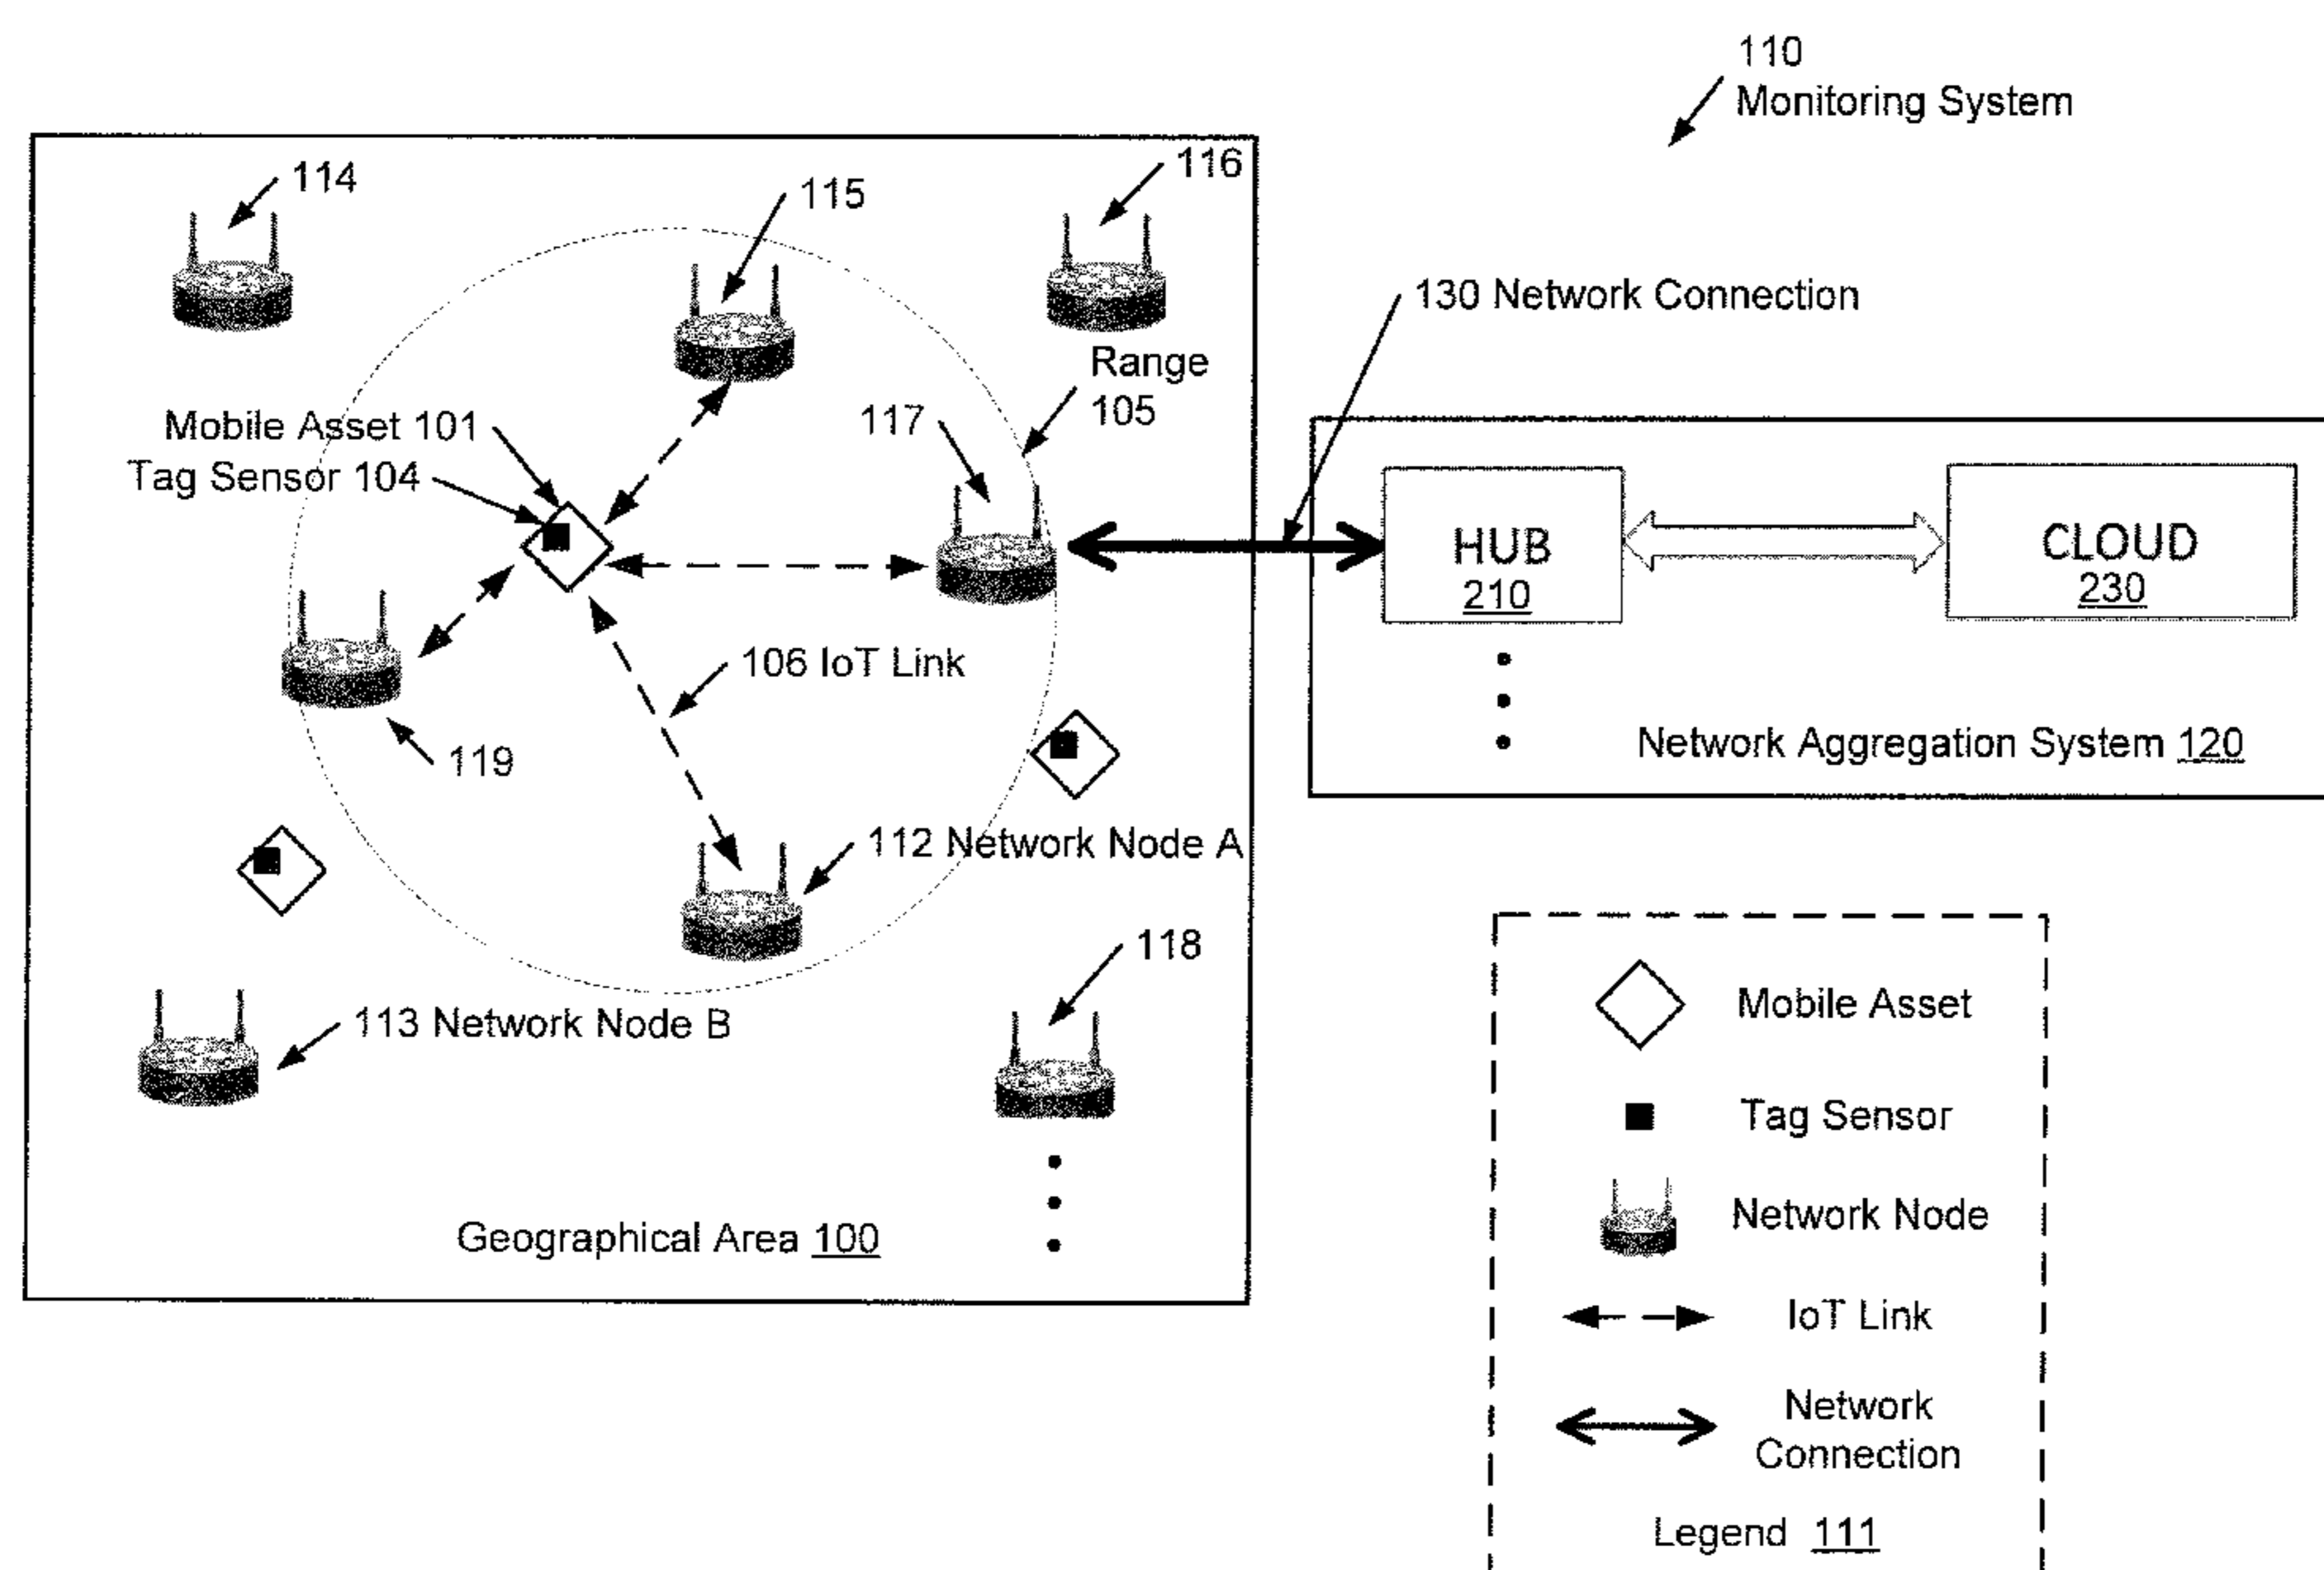 110
Monitoring System
114
115
116
130 Network Connection
Range
105
117
Mobile Asset 101
Tag Sensor 104
HUB
210
CLOUD
230
106 IoT Link
119
Network Aggregation System 120
112 Network Node A
118
113 Network Node B
Geographical Area 100
Mobile Asset
Tag Sensor
Network Node
IoT Link
Network
Connection
Legend 111